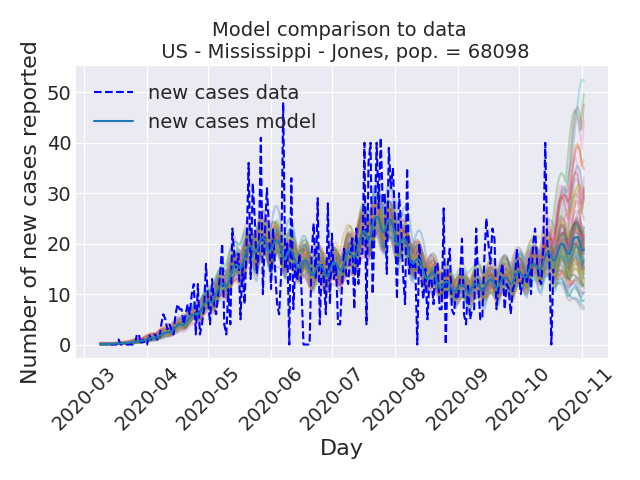 Model comparison to data
US - Mississippi - Jones, pop. = 68098
Number of new cases reported
50
40
30
20
10
0
new cases data
new cases model
2020-03
2020-04
2020-05
2020-06
2020-07
2020-08
2020-09
2020-10
2020-11
Day